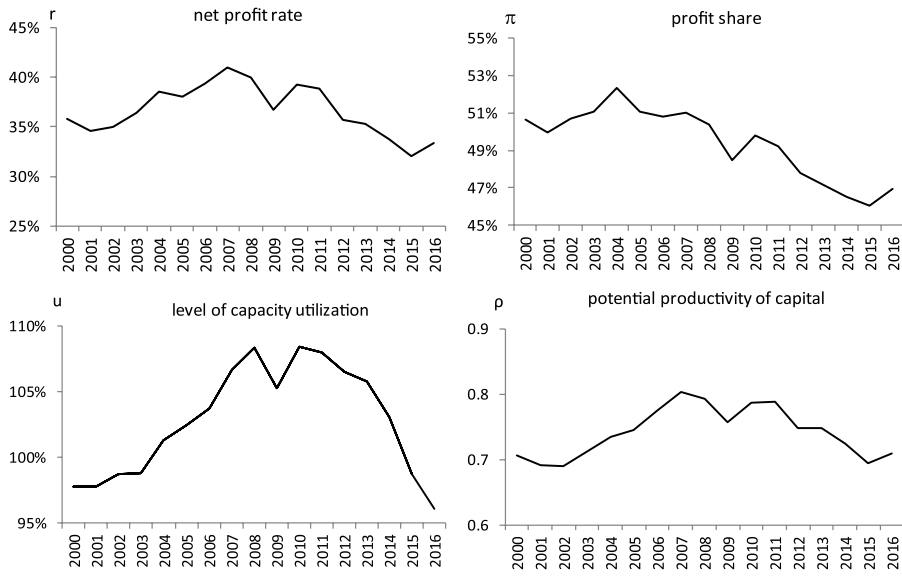 r
net profit rate
45%
40%
35%
30%
25%
2000 2001 2002 2003 2004 2005 2006 2007 2008 2009 2010 2011 2012 2013 2014 2015 2016
π
profit share
55%
53%
51%
49%
47%
45%
2000 2001 2002 2003 2004 2005 2006 2007 2008 2009 2010 2011 2012 2013 2014 2015 2016
u
level of capacity utilization
110%
105%
100%
95%
2000 2001 2002 2003 2004 2005 2006 2007 2008 2009 2010 2011 2012 2013 2014 2015 2016
ρ
potential productivity of capital
0.9
0.8
0.7
0.6
2000 2001 2002 2003 2004 2005 2006 2007 2008 2009 2010 2011 2012 2013 2014 2015 2016